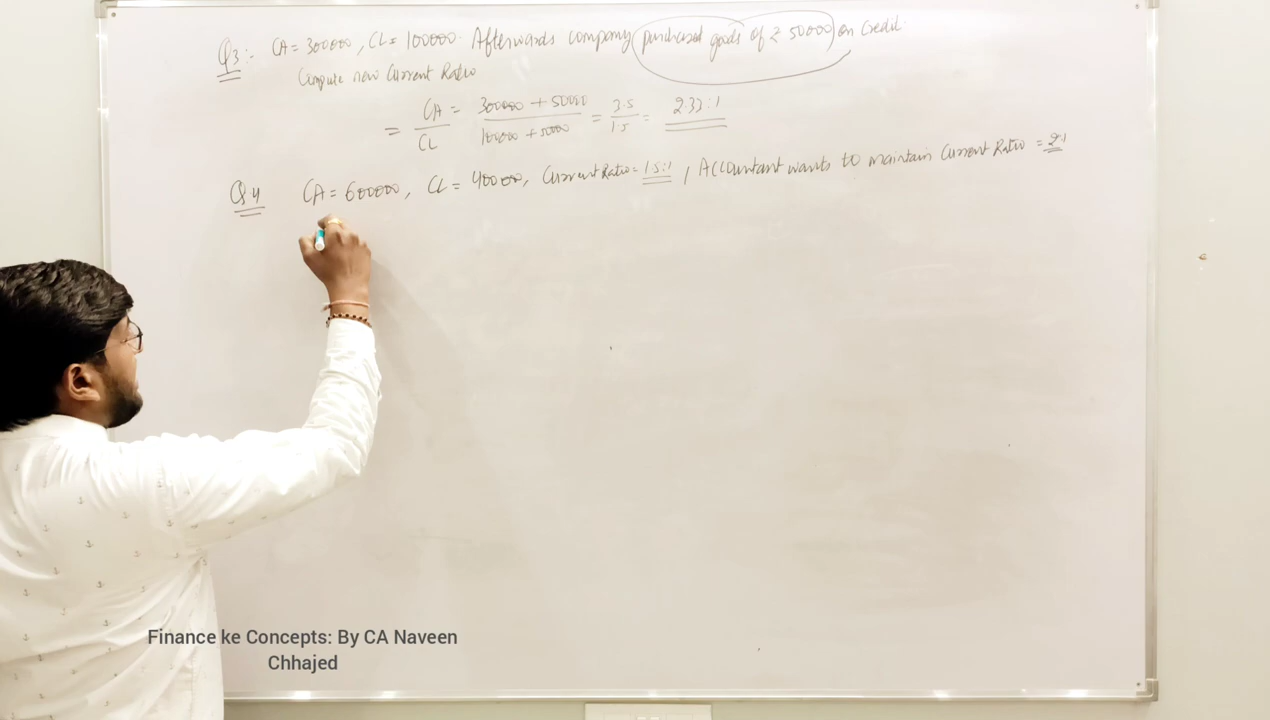 Q3:- CA = 300000, CL = 100000. Afterwards company purchased goods of ₹ 50000 on Credit.
Compute new Current Ratio
= CA/CL = 300000 + 50000/100000 + 50000 = 3.5/1.5 = 2.33:1
Q4 CA = 600000, CL = 400000, Current Ratio = 1.5:1, Accountant wants to maintain Current Ratio = 2:1
Finance ke Concepts: By CA Naveen
Chhajed